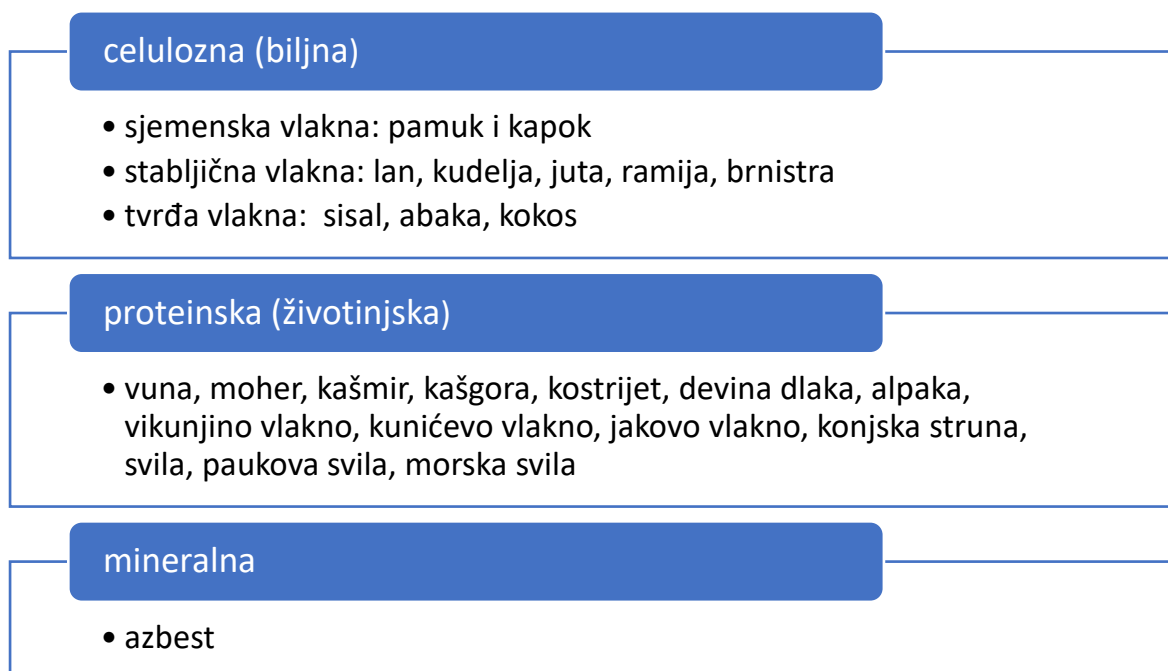 celulozna (biljna)
• sjemenska vlakna: pamuk i kapok
• stabljična vlakna: lan, kudelja, juta, ramija, brnistra
• tvrđa vlakna: sisal, abaka, kokos
proteinska (životinjska)
• vuna, moher, kašmir, kašgora, kostrijet, devina dlaka, alpaka,
vikunjino vlakno, kunićevo vlakno, jakovo vlakno, konjska struna,
svila, paukova svila, morska svila
mineralna
• azbest